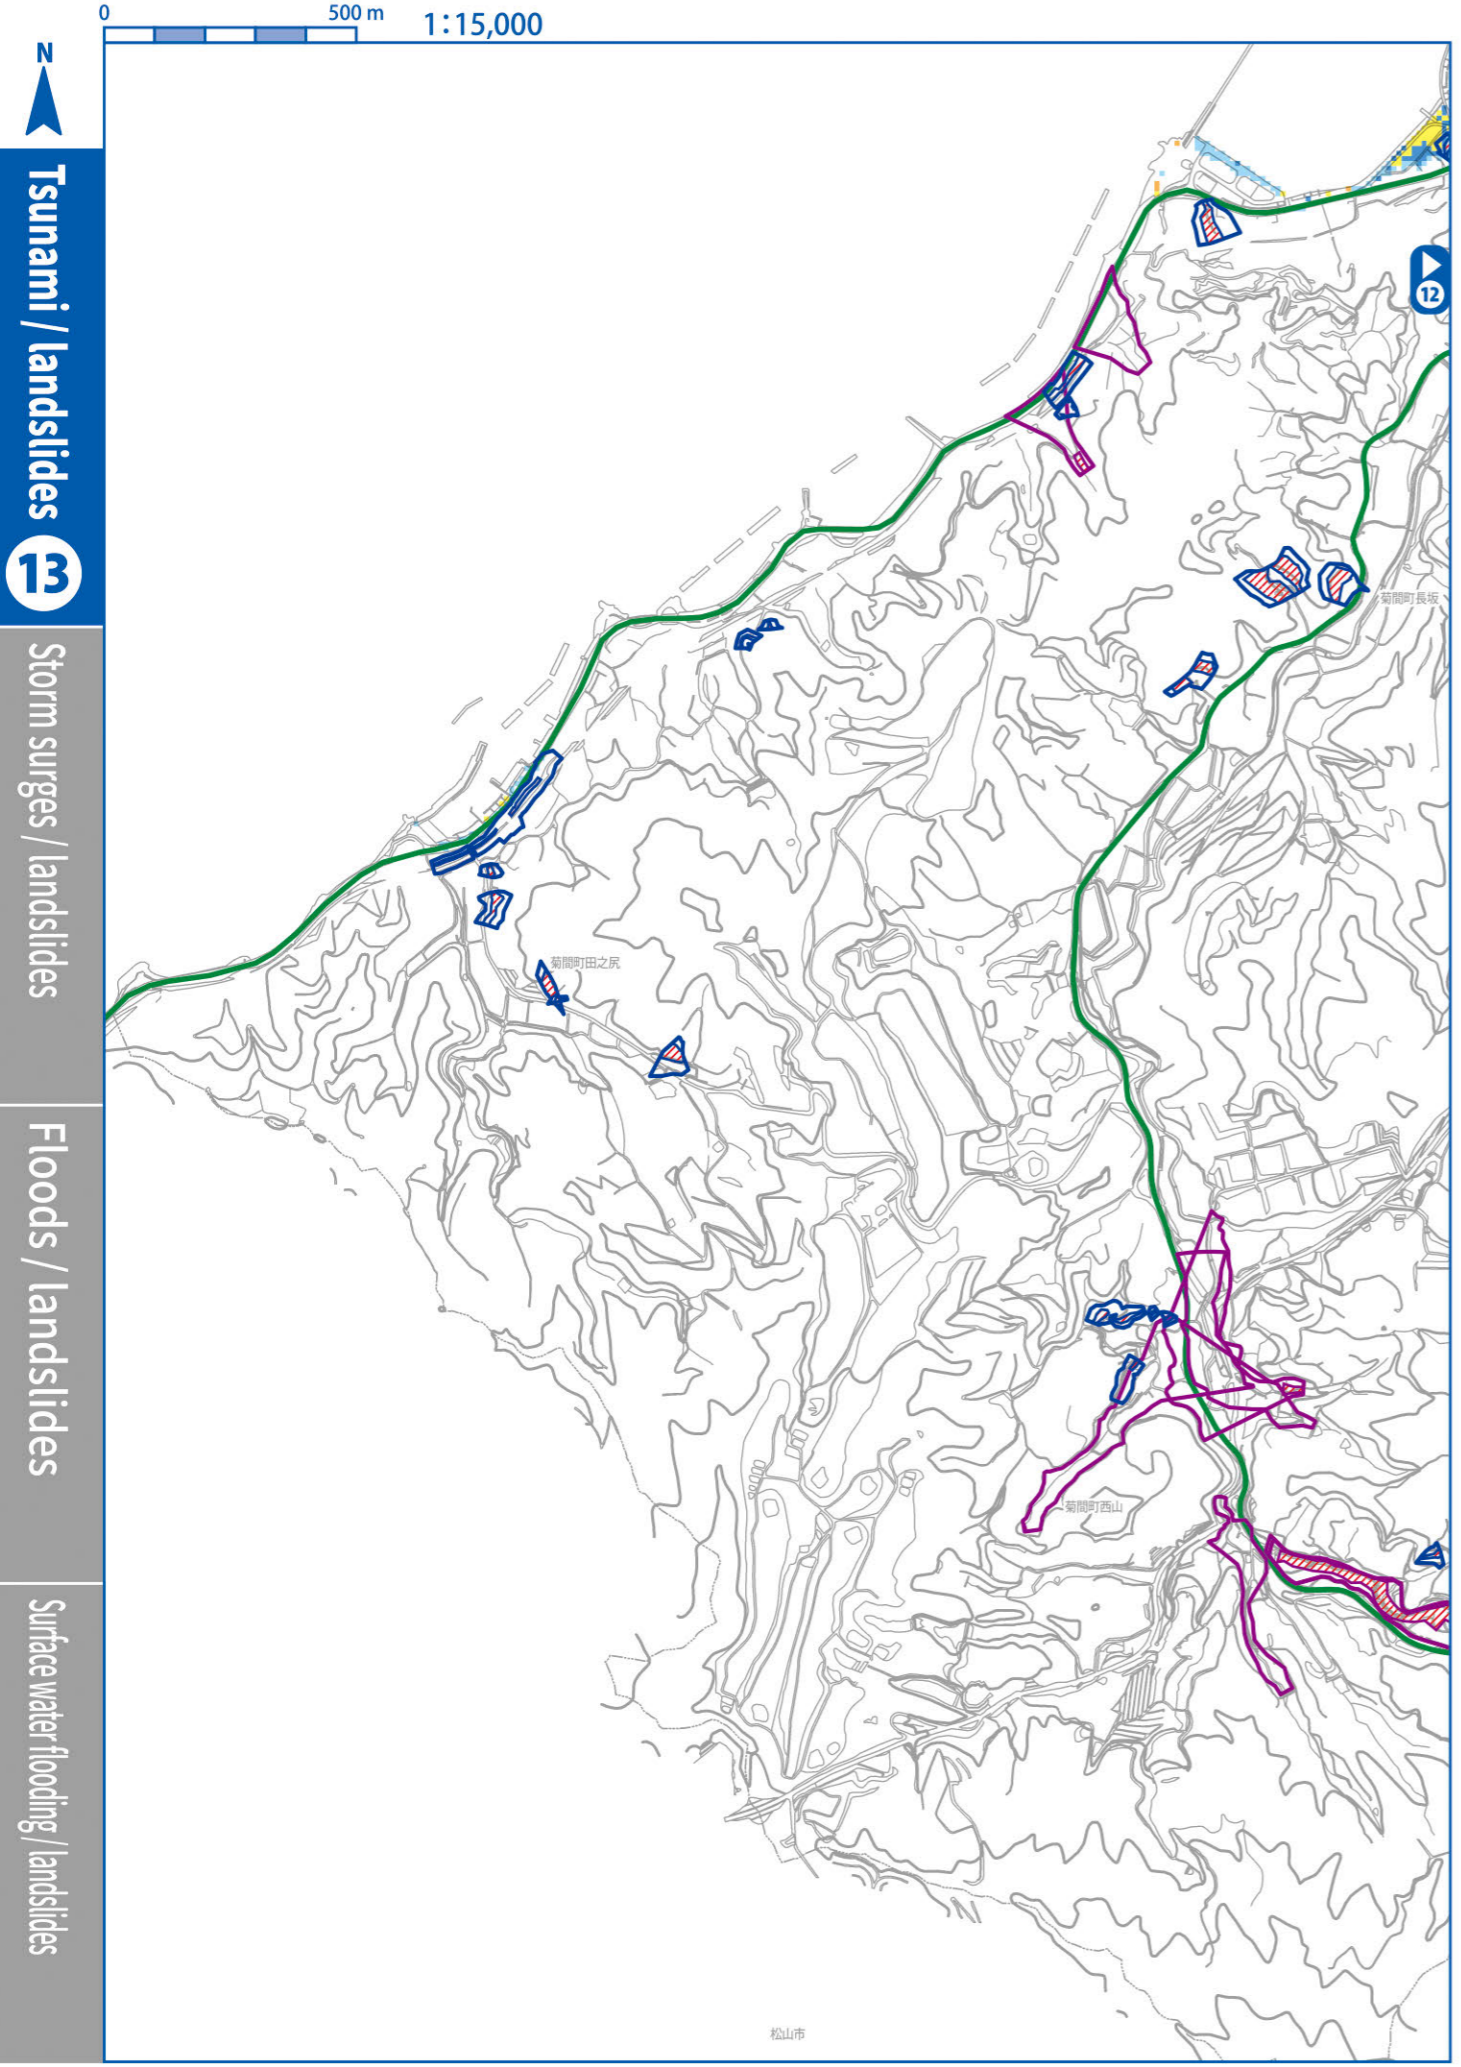 0
500 m
1:15,000
N
Tsunami / landslides
13
Storm surges / landslides
Floods / landslides
Surface water flooding / landslides
12
菊間町長坂
菊間町田之尻
菊間町西山
松山市